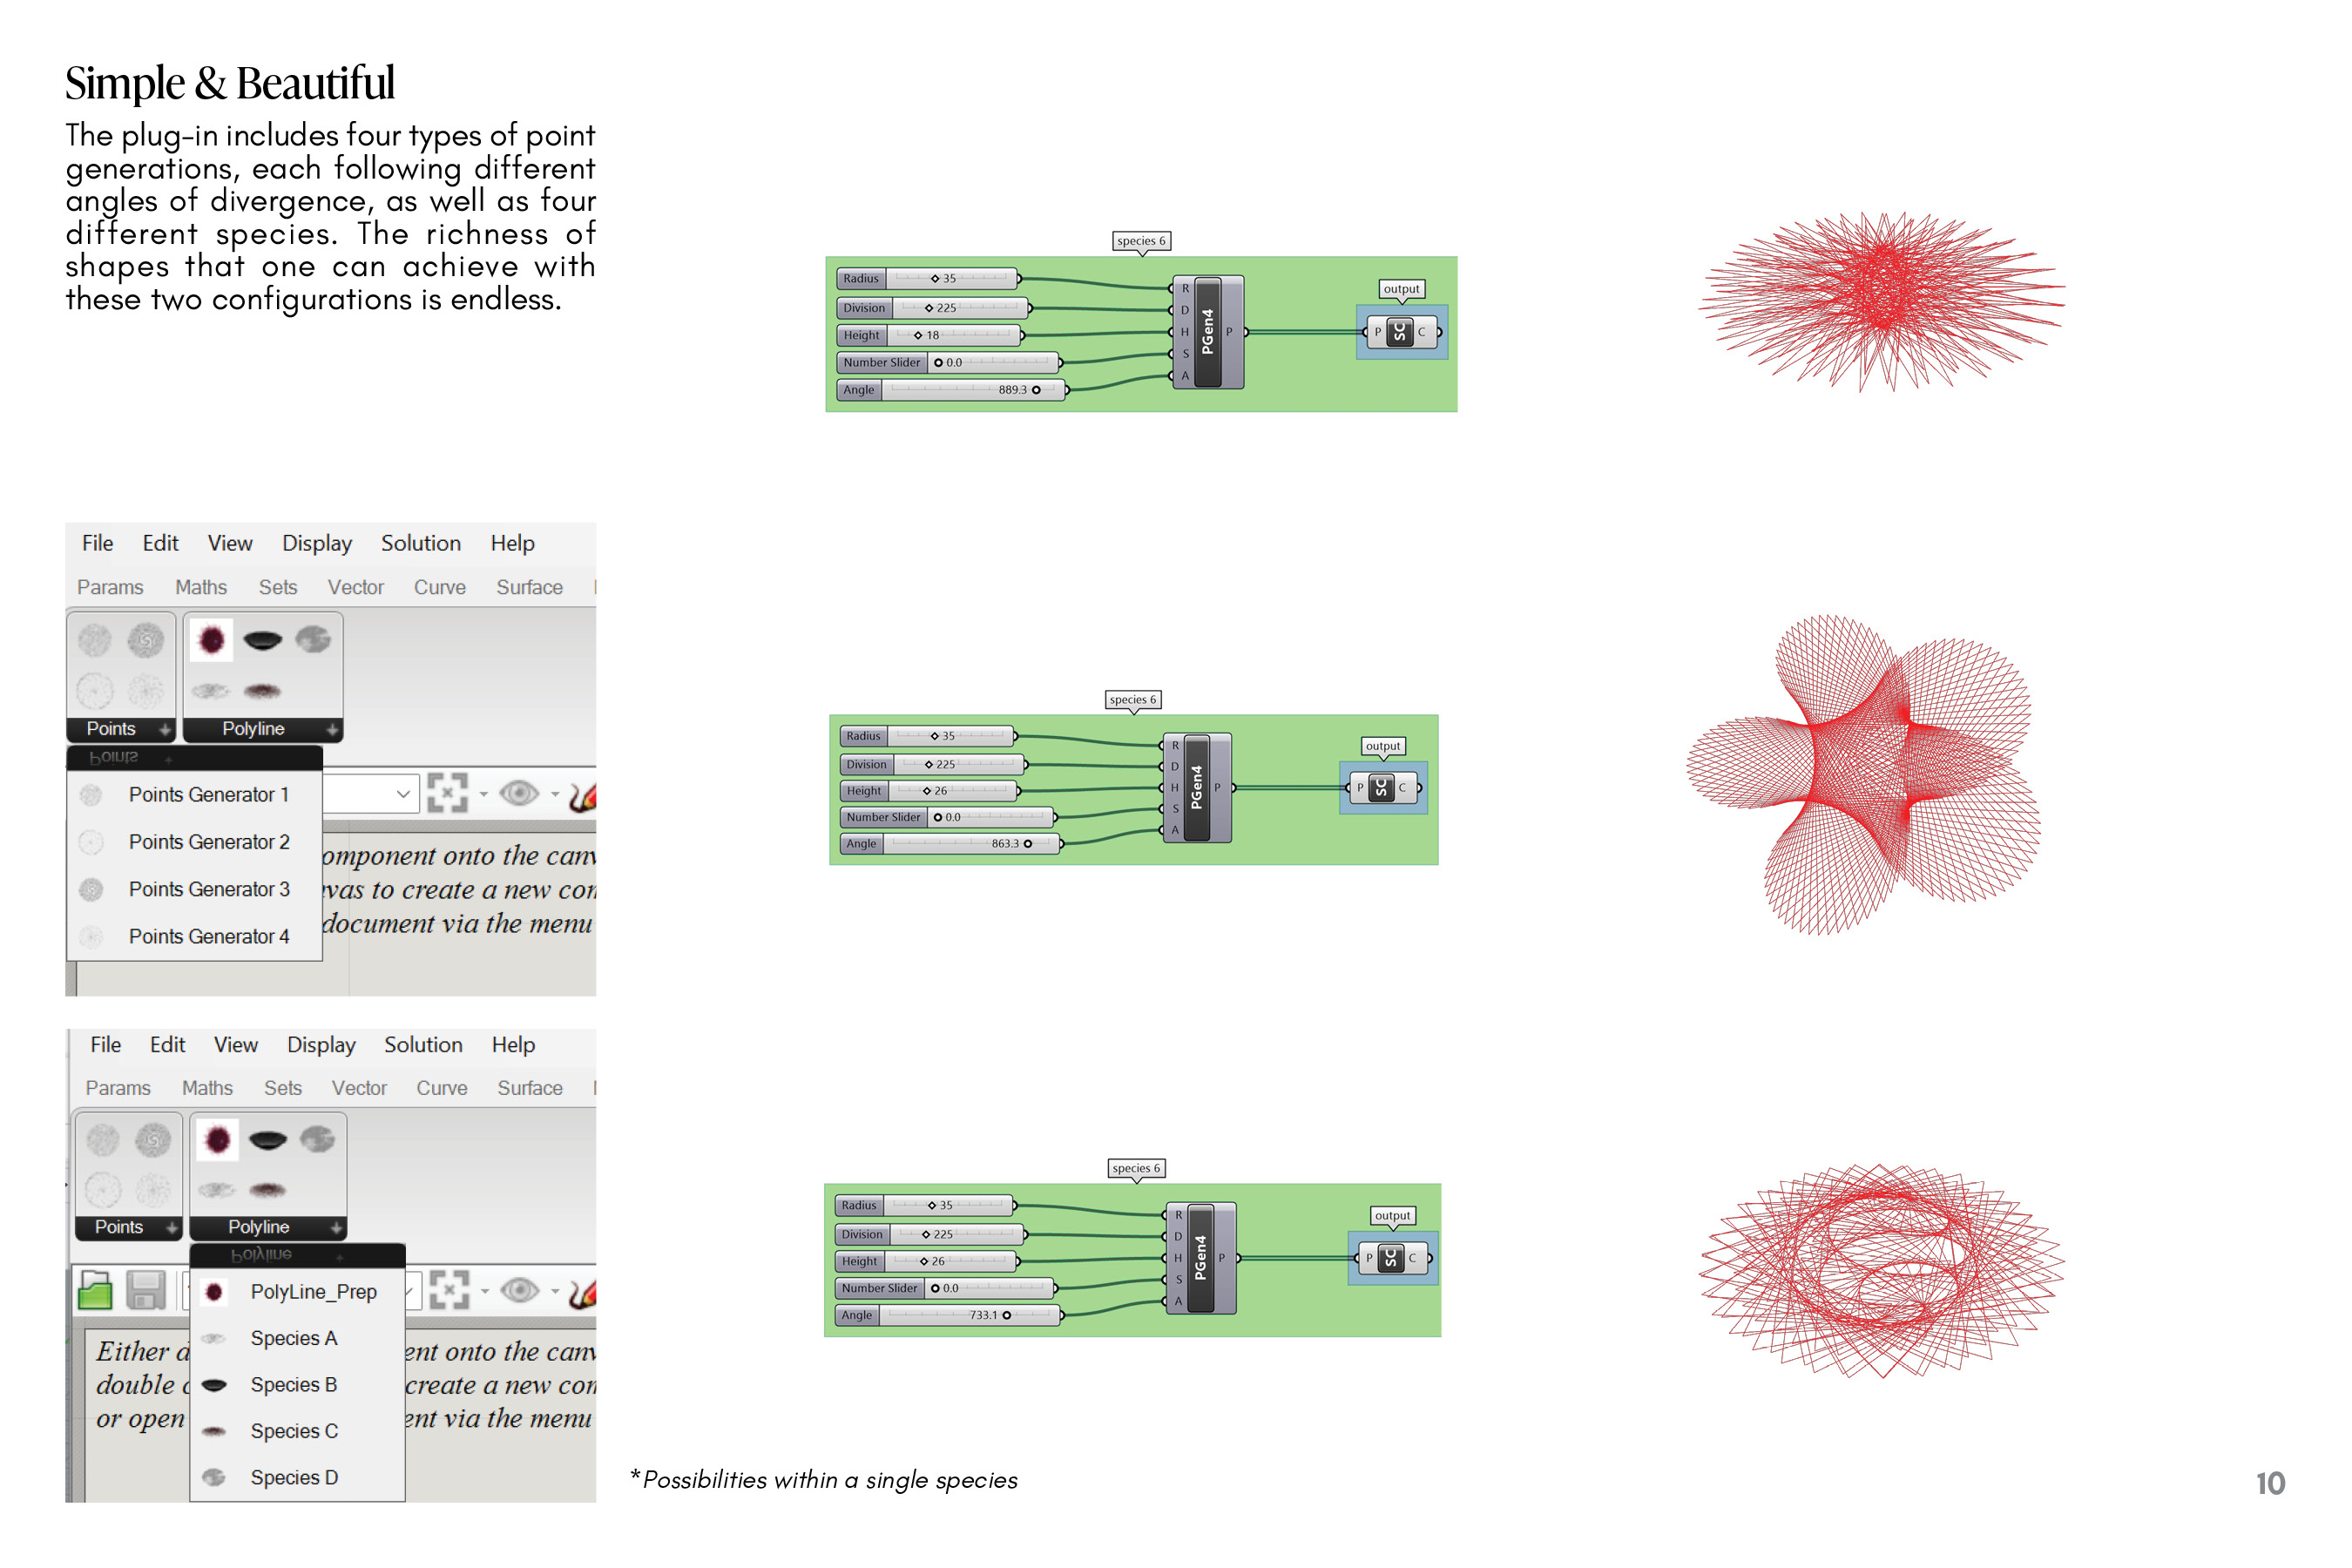 Simple & Beautiful
The plug-in includes four types of point
generations, each following different
angles of divergence, as well as four
different species. The richness of
shapes that one can achieve with
these two configurations is endless.
File Edit View Display Solution Help
Params Maths Sets Vector Curve Surface
Points Polyline
Points
Points Generator 1
Points Generator 2
Points Generator 3
Points Generator 4
omponent onto the canv
vas to create a new con
document via the menu
File Edit View Display Solution Help
Params Maths Sets Vector Curve Surface
Points Polyline
Polyline
PolyLine_Prep
Species A
Species B
Species C
Species D
Either d
double c
or open
ent onto the canv
create a new con
ent via the menu
species 6
Radius 35
Division 225
Height 18
Number Slider 0.0
Angle 889.3
R
D
H
S
A
PGen4
P
output
P SC C
species 6
Radius 35
Division 225
Height 26
Number Slider 0.0
Angle 863.3
R
D
H
S
A
PGen4
P
output
P SC C
species 6
Radius 35
Division 225
Height 26
Number Slider 0.0
Angle 733.1
R
D
H
S
A
PGen4
P
output
P SC C
*Possibilities within a single species
10